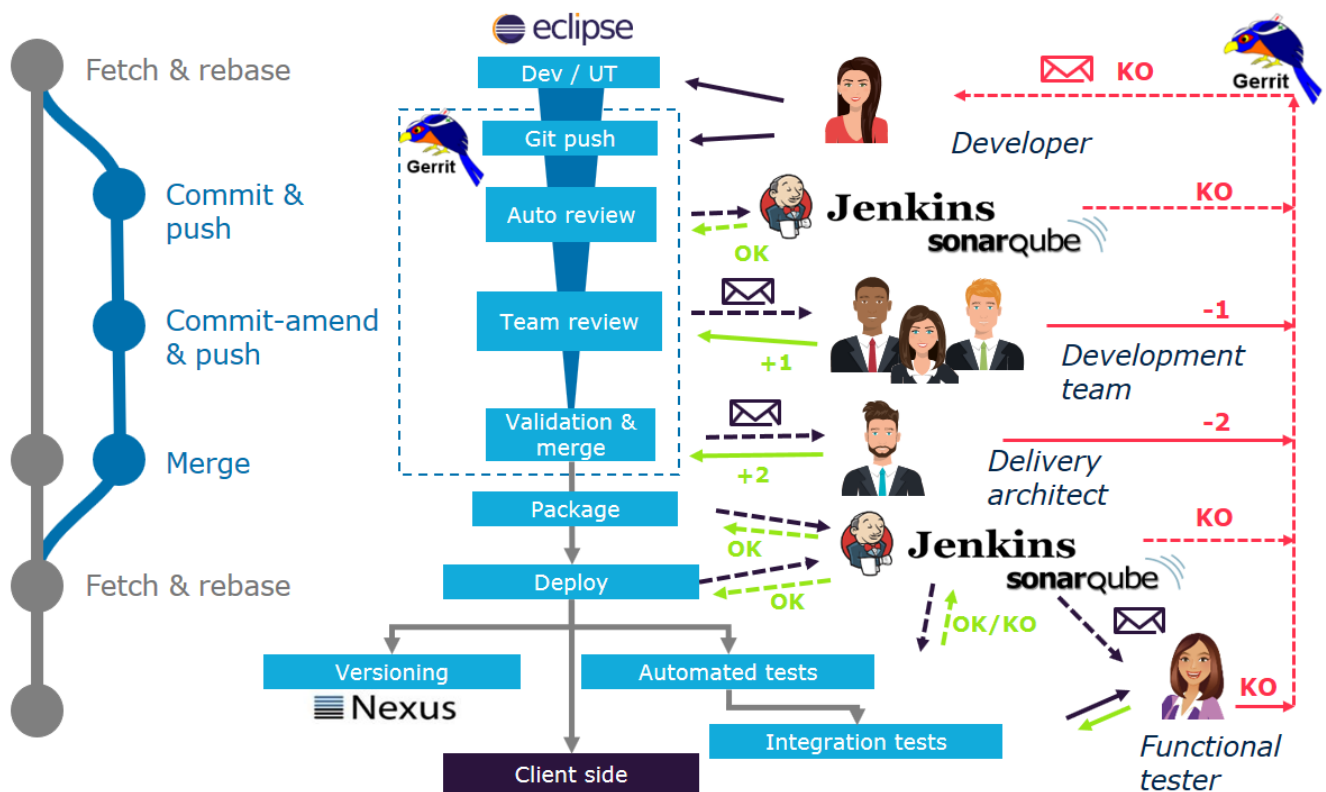 eclipse
Fetch & rebase
Dev / UT
KO
Gerrit
Git push
Developer
Gerrit
Commit &
push
Auto review
Jenkins
sonarqube
KO
OK
Commit-amend
& push
Team review
+1
-1
Development
team
Merge
Validation &
merge
+2
-2
Delivery
architect
Package
OK
Jenkins
sonarqube
KO
Fetch & rebase
Deploy
OK
OK/KO
Versioning
Nexus
Automated tests
Integration tests
KO
Functional
tester
Client side